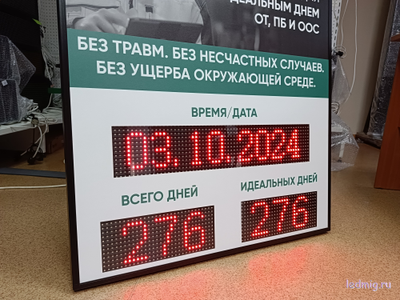 ДЕАЛЬНЫМ ДНЕМ
ОТ, ПБ И ООС
БЕЗ ТРАВМ. БЕЗ НЕСЧАСТНЫХ СЛУЧАЕВ.
БЕЗ УЩЕРБА ОКРУЖАЮЩЕЙ СРЕДЕ.
ВРЕМЯ/ДАТА
03.10.2024
ВСЕГО ДНЕЙ
ИДЕАЛЬНЫХ ДНЕЙ
276
276
ledmig.ru